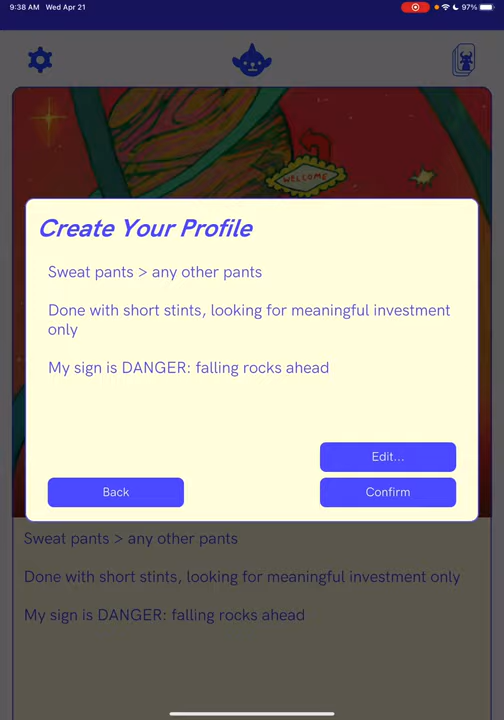 9:38 AM Wed Apr 21
97%
WELCOME
Create Your Profile
Sweat pants > any other pants
Done with short stints, looking for meaningful investment
only
My sign is DANGER: falling rocks ahead
Edit...
Back
Confirm
Sweat pants > any other pants
Done with short stints, looking for meaningful investment only
My sign is DANGER: falling rocks ahead